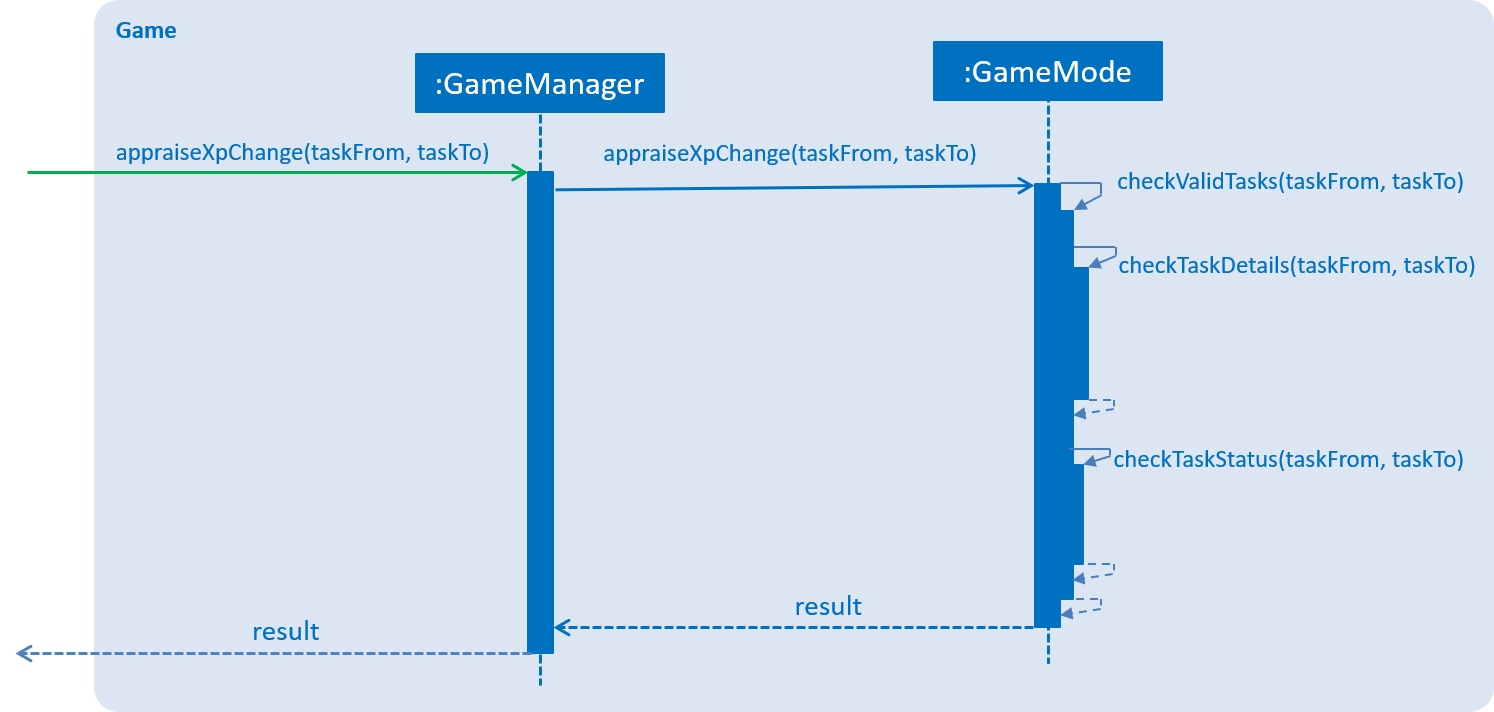 Game
:GameManager
:GameMode
appraiseXpChange(taskFrom, taskTo)
appraiseXpChange(taskFrom, taskTo)
checkValidTasks(taskFrom, taskTo)
checkTaskDetails(taskFrom, taskTo)
checkTaskStatus(taskFrom, taskTo)
result
result